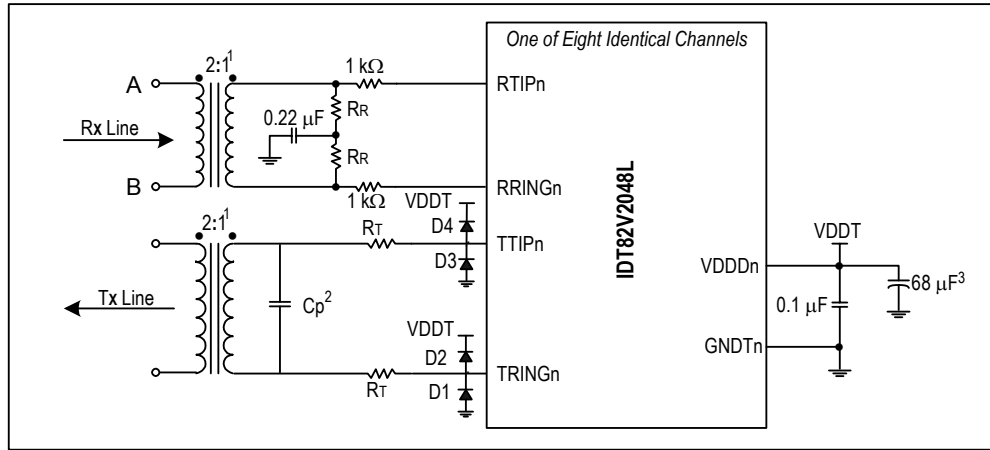 One of Eight Identical Channels
2:1¹
1 kΩ
A
RTIPn
RR
0.22 μF
Rx Line
RR
B
RRINGn
1 kΩ
VDDT
2:1¹
D4
RT
TTIPn
D3
IDT82V2048L
VDDT
VDDDn
Tx Line
Cp²
68 μF³
0.1 μF
VDDT
GNDTn
D2
TRINGn
RT
D1